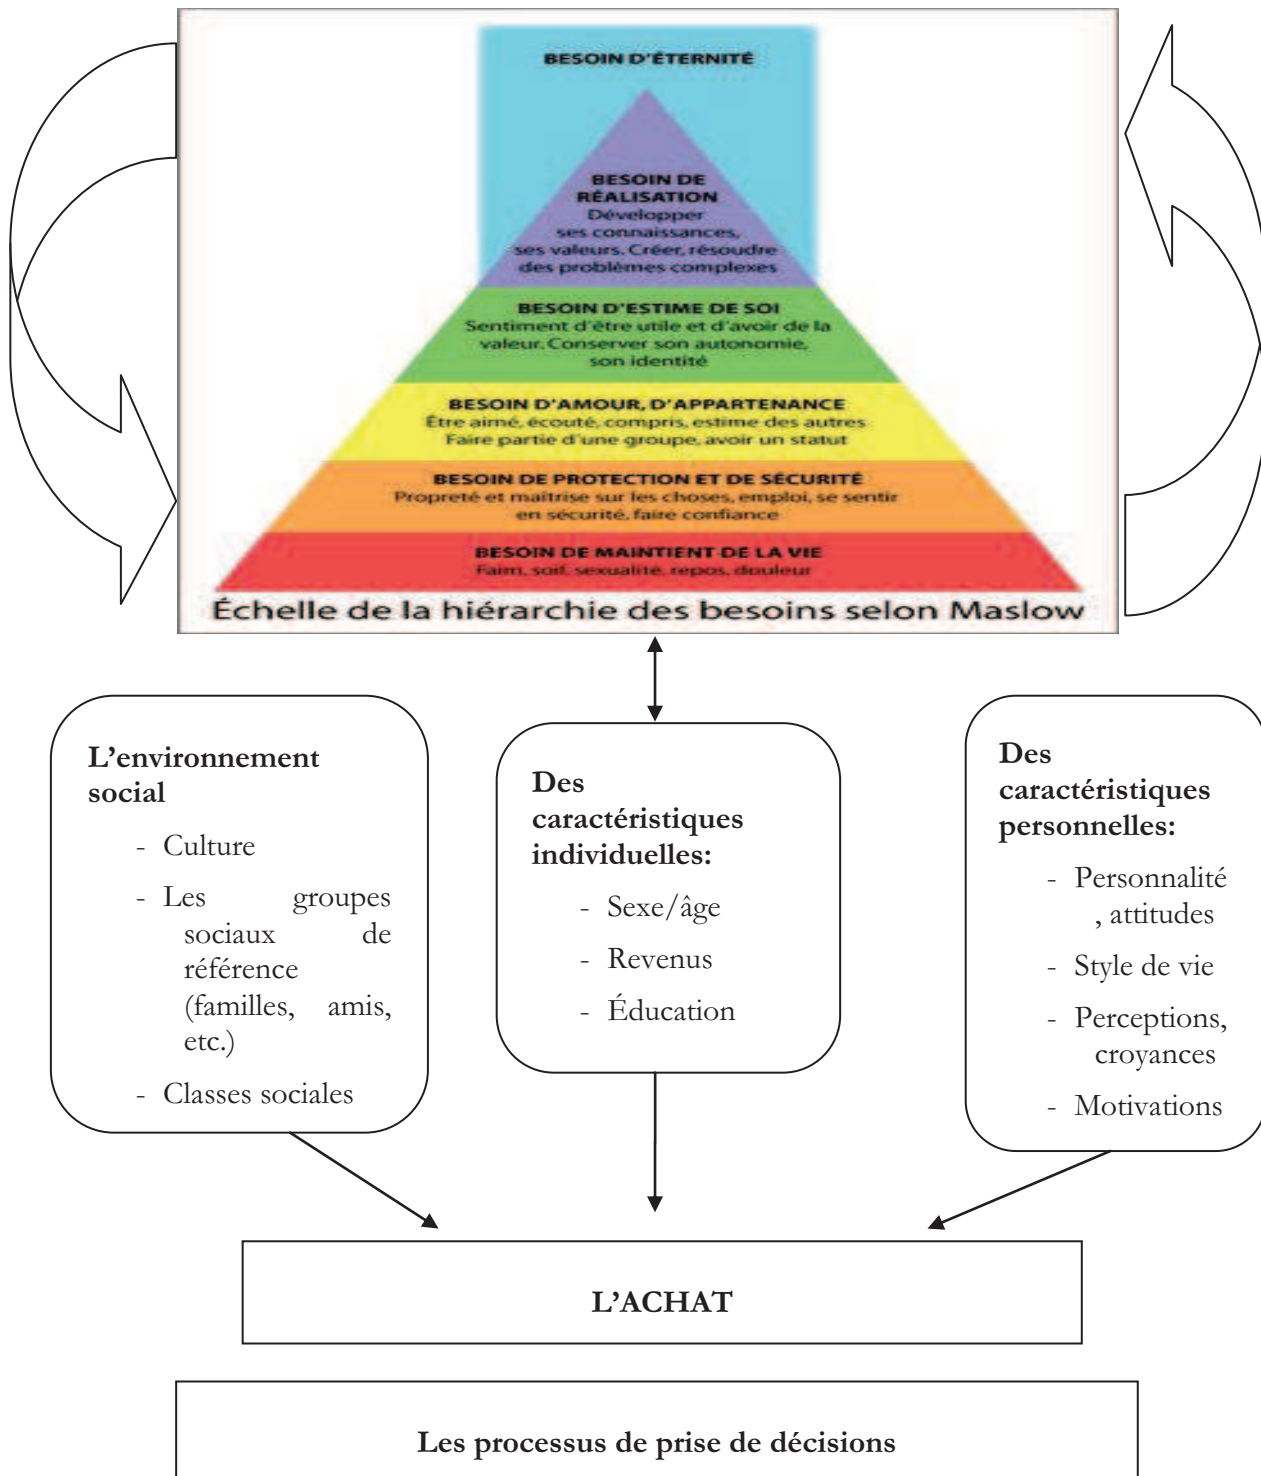 BESOIN D'ÉTERNITÉ
BESOIN DE
RÉALISATION
Développer
ses connaissances,
ses valeurs. Créer, résoudre
des problèmes complexes
BESOIN D'ESTIME DE SOI
Sentiment d'être utile et d'avoir de la
valeur. Conserver son autonomie,
son identité
BESOIN D'AMOUR, D'APPARTENANCE
Être aimé, écouté, compris, estime des autres
Faire partie d'une groupe, avoir un statut
BESOIN DE PROTECTION ET DE SÉCURITÉ
Propreté et maîtrise sur les choses, emploi, se sentir
en sécurité, faire confiance
BESOIN DE MAINTIENT DE LA VIE
Faim, soif, sexualité, repos, douleur
Échelle de la hiérarchie des besoins selon Maslow
L'environnement
social
- Culture
- Les groupes
sociaux de
référence
(familles, amis,
etc.)
- Classes sociales
Des
caractéristiques
individuelles:
- Sexe/âge
- Revenus
- Éducation
Des
caractéristiques
personnelles:
- Personnalité
, attitudes
- Style de vie
- Perceptions,
croyances
- Motivations
L'ACHAT
Les processus de prise de décisions